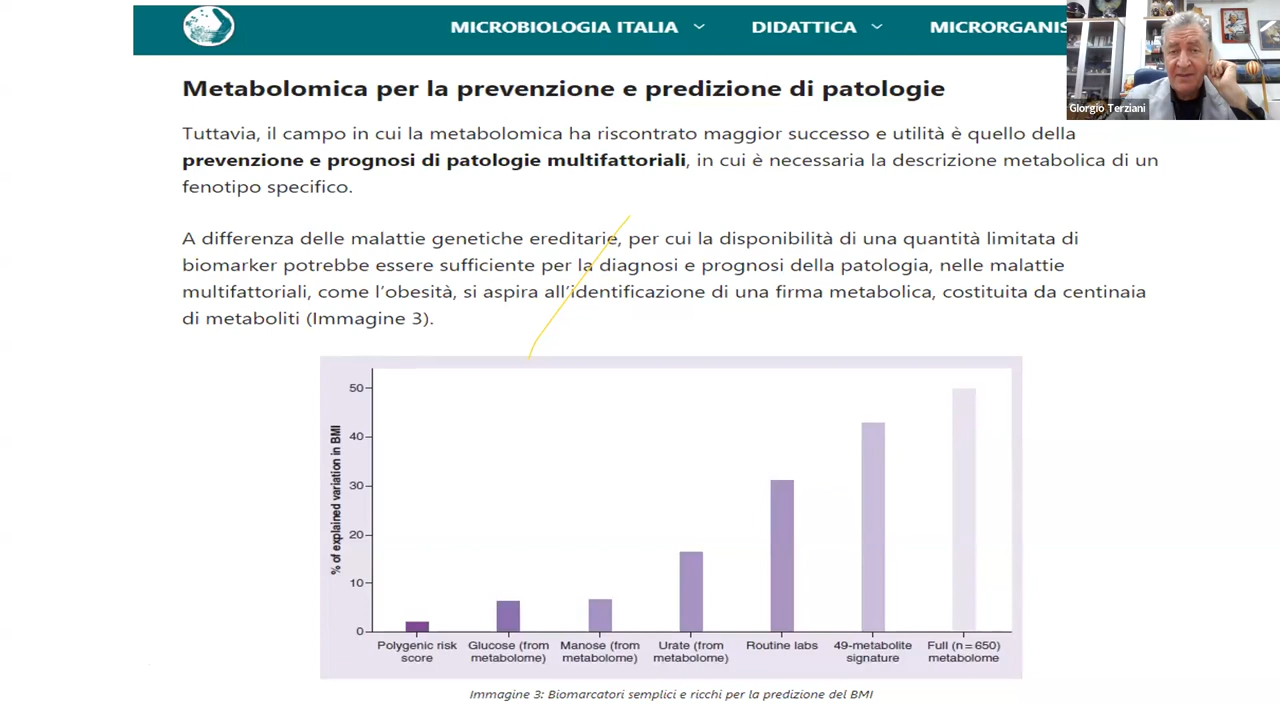 MICROBIOLOGIA ITALIA
DIDATTICA
MICRORGANIS
GIorgio Terziani
Metabolomica per la prevenzione e predizione di patologie
Tuttavia, il campo in cui la metabolomica ha riscontrato maggior successo e utilità è quello della
prevenzione e prognosi di patologie multifattoriali, in cui è necessaria la descrizione metabolica di un
fenotipo specifico.
A differenza delle malattie genetiche ereditarie, per cui la disponibilità di una quantità limitata di
biomarker potrebbe essere sufficiente per la diagnosi e prognosi della patologia, nelle malattie
multifattoriali, come l’obesità, si aspira all’identificazione di una firma metabolica, costituita da centinaia
di metaboliti (Immagine 3).
% of explained variation in BMI
50
40
30
20
10
0
Polygenic risk
score
Glucose (from
metabolome)
Manose (from
metabolome)
Urate (from
metabolome)
Routine labs
49-metabolite
signature
Full (n = 650)
metabolome
Immagine 3: Biomarcatori semplici e ricchi per la predizione del BMI